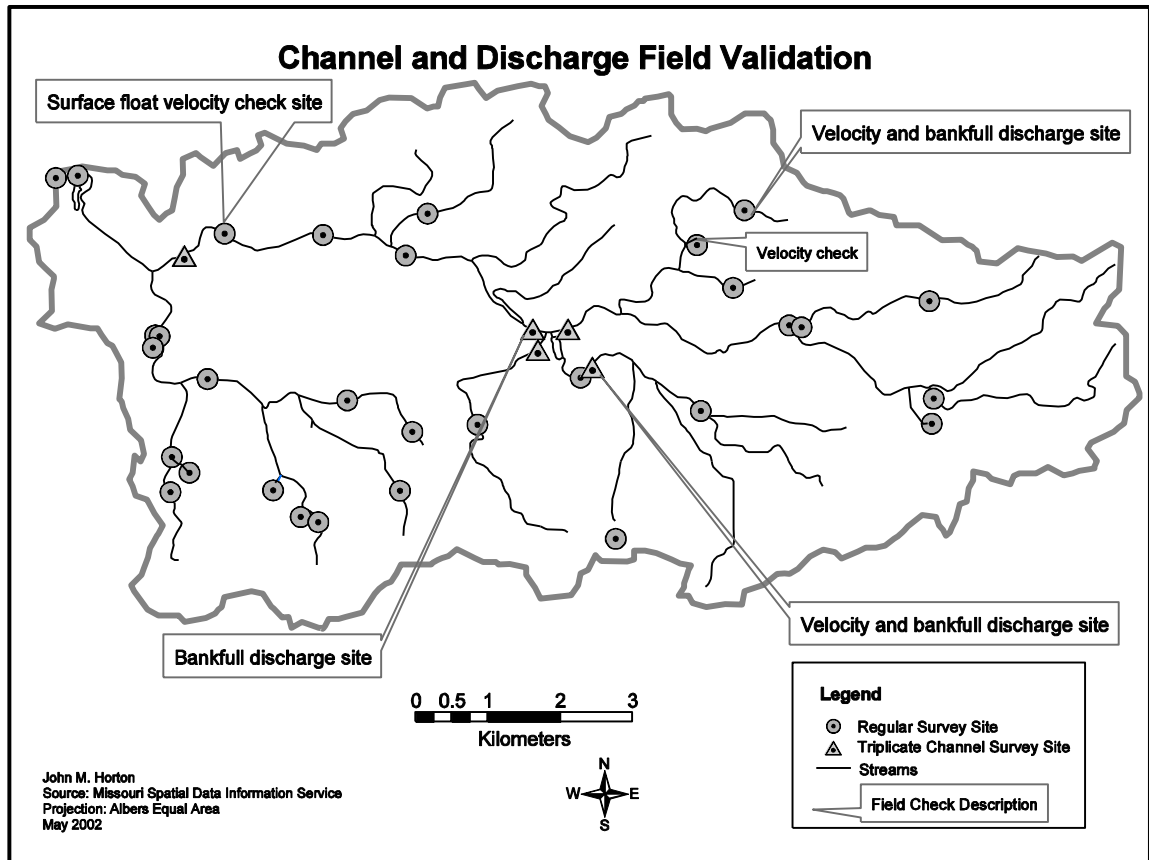 Channel and Discharge Field Validation
Surface float velocity check site
Velocity and bankfull discharge site
Velocity check
Bankfull discharge site
Velocity and bankfull discharge site
0 0.5 1 2 3
Kilometers
Legend
Regular Survey Site
Triplicate Channel Survey Site
Streams
Field Check Description
John M. Horton
Source: Missouri Spatial Data Information Service
Projection: Albers Equal Area
May 2002
N
W E
S